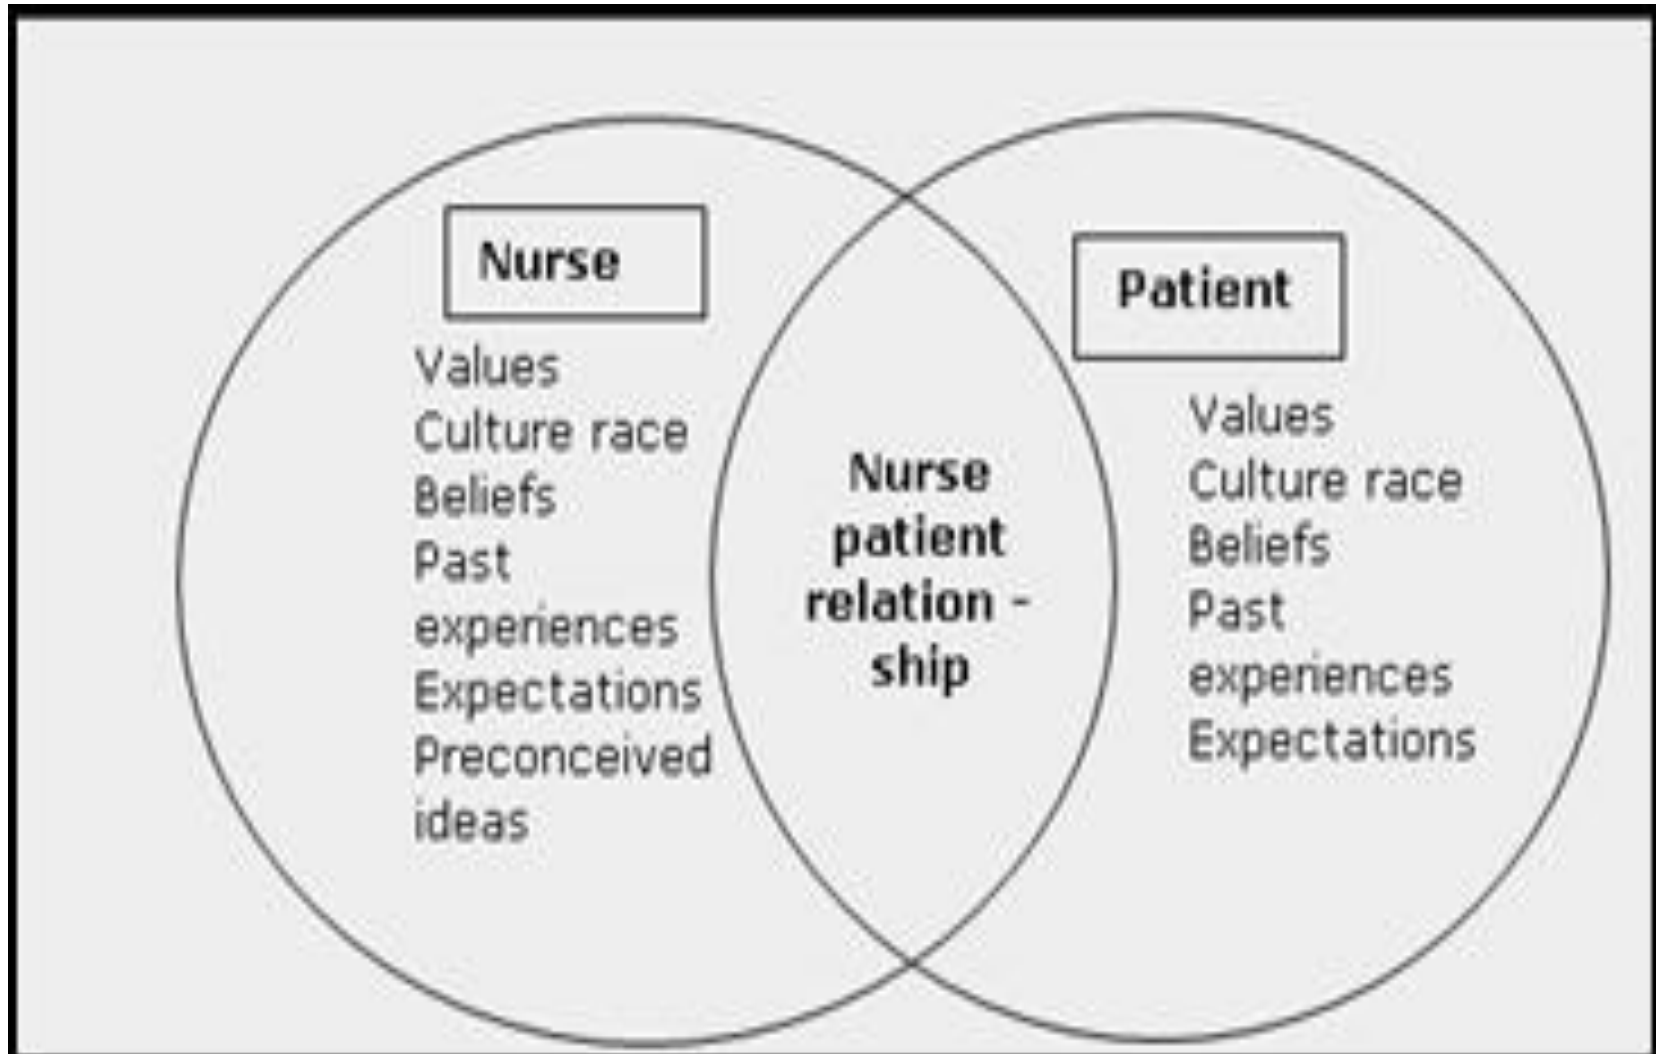 Nurse
Values
Culture race
Beliefs
Past
experiences
Expectations
Preconceived
ideas
Nurse
patient
relation -
ship
Patient
Values
Culture race
Beliefs
Past
experiences
Expectations